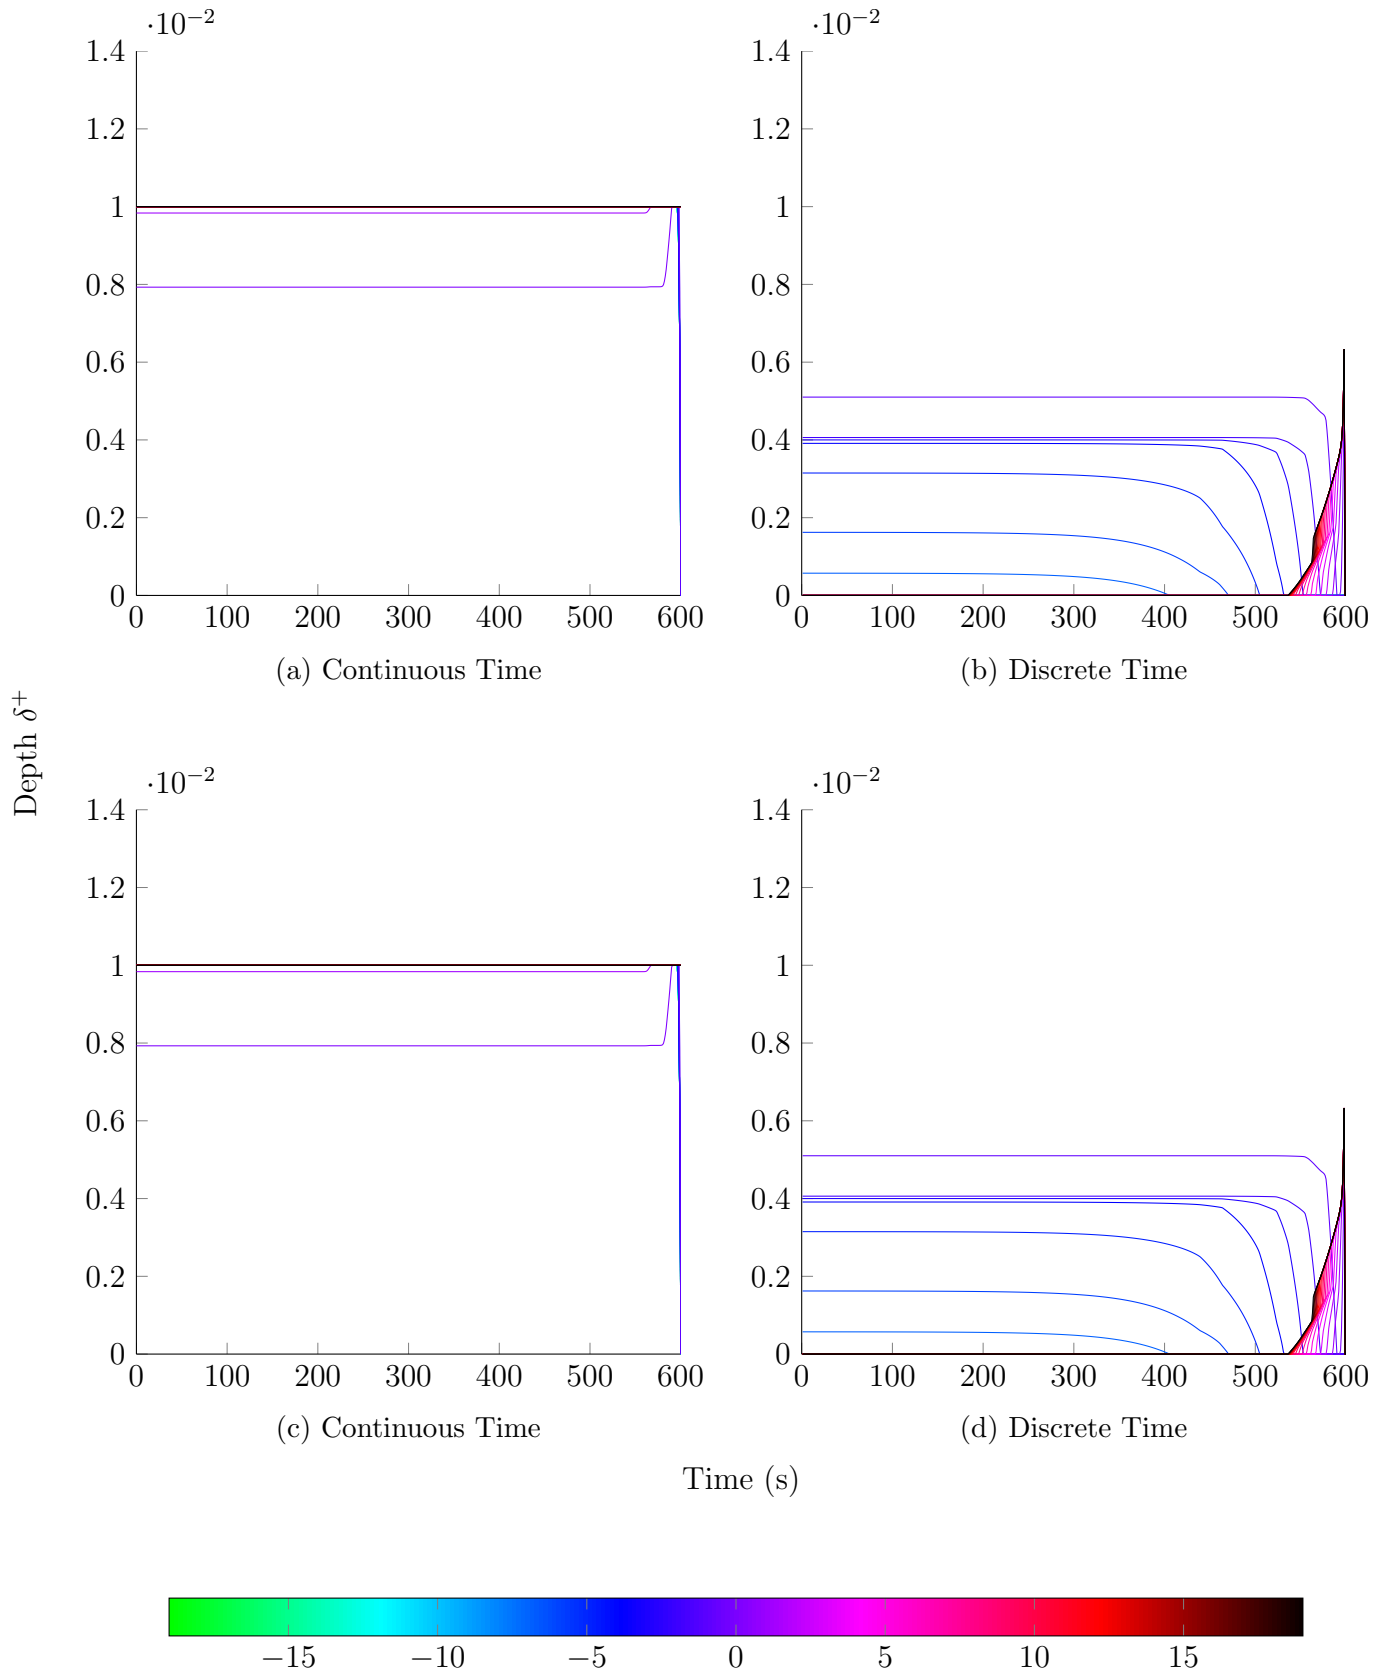 ·10⁻² ·10⁻²
1.4 1.4
1.2 1.2
1 1
0.8 0.8
0.6 0.6
0.4 0.4
0.2 0.2
0 0
0 100 200 300 400 500 600 0 100 200 300 400 500 600
(a) Continuous Time (b) Discrete Time
Depth δ⁺
·10⁻² ·10⁻²
1.4 1.4
1.2 1.2
1 1
0.8 0.8
0.6 0.6
0.4 0.4
0.2 0.2
0 0
0 100 200 300 400 500 600 0 100 200 300 400 500 600
(c) Continuous Time (d) Discrete Time
Time (s)
−15 −10 −5 0 5 10 15